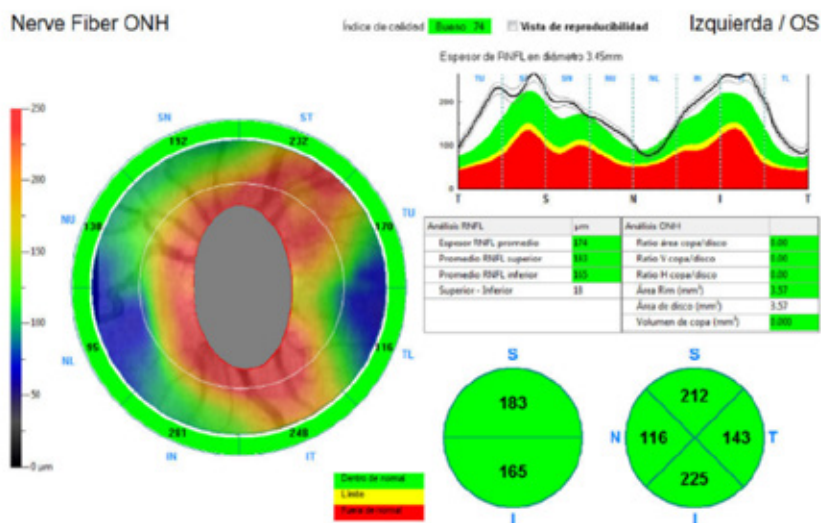 Nerve Fiber ONH
Índice de calidad Bueno 74 Vista de reproducibilidad
Izquierda / OS
Espesor de RNFL en diámetro 3.45mm
TU SN NU NL I TL
200
100
0
T S N I T
250
200
150
100
50
0 µm
SN ST
192 232
NU TU
130 170
NL TL
95 116
IN IT
201 248
Análisis RNFL µm
Espesor RNFL promedio 174
Promedio RNFL superior 183
Promedio RNFL inferior 165
Superior - Inferior 18
Análisis ONH
Ratio área copa/disco 0.00
Ratio V copa/disco 0.00
Ratio H copa/disco 0.00
Área Rim (mm²) 3.57
Área de disco (mm²) 3.57
Volumen de copa (mm³) 0.000
S
183
165
I
S
212
N 116 143 T
225
I
Dentro de normal
Límite
Fuera de normal